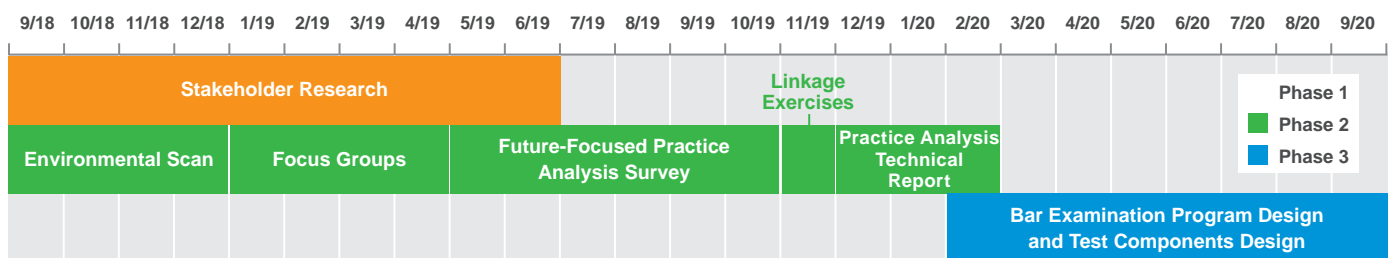 9/18 10/18 11/18 12/18 1/19 2/19 3/19 4/19 5/19 6/19 7/19 8/19 9/19 10/19 11/19 12/19 1/20 2/20 3/20 4/20 5/20 6/20 7/20 8/20 9/20
Stakeholder Research
Linkage
Exercises
Phase 1
Phase 2
Phase 3
Environmental Scan
Focus Groups
Future-Focused Practice
Analysis Survey
Practice Analysis
Technical
Report
Bar Examination Program Design
and Test Components Design